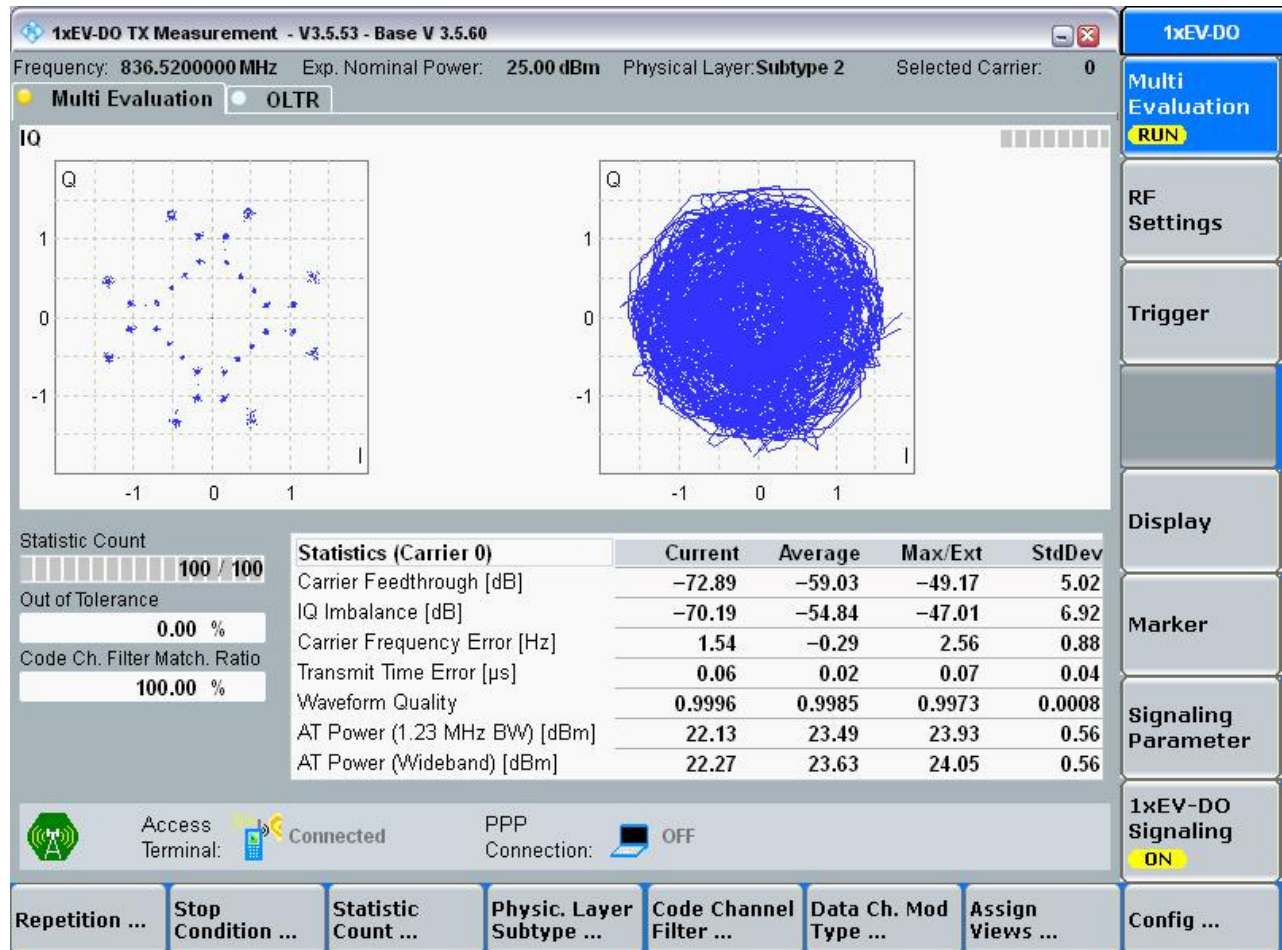 1xEV-DO TX Measurement - V3.5.53 - Base V 3.5.60
Frequency: 836.5200000 MHz Exp. Nominal Power: 25.00 dBm Physical Layer: Subtype 2 Selected Carrier: 0
Multi Evaluation OLTR
IQ
Q
1
0
-1
I
-1 0 1
Q
1
0
-1
I
-1 0 1
Statistic Count
100 / 100
Out of Tolerance
0.00 %
Code Ch. Filter Match. Ratio
100.00 %
Statistics (Carrier 0) Current Average Max/Ext StdDev
Carrier Feedthrough [dB] −72.89 −59.03 −49.17 5.02
IQ Imbalance [dB] −70.19 −54.84 −47.01 6.92
Carrier Frequency Error [Hz] 1.54 −0.29 2.56 0.88
Transmit Time Error [µs] 0.06 0.02 0.07 0.04
Waveform Quality 0.9996 0.9985 0.9973 0.0008
AT Power (1.23 MHz BW) [dBm] 22.13 23.49 23.93 0.56
AT Power (Wideband) [dBm] 22.27 23.63 24.05 0.56
Access
Terminal:
Connected
PPP
Connection:
OFF
1xEV-DO
Multi
Evaluation
RUN
RF
Settings
Trigger
Display
Marker
Signaling
Parameter
1xEV-DO
Signaling
ON
Repetition ...
Stop
Condition ...
Statistic
Count ...
Physic. Layer
Subtype ...
Code Channel
Filter ...
Data Ch. Mod
Type ...
Assign
Views ...
Config ...